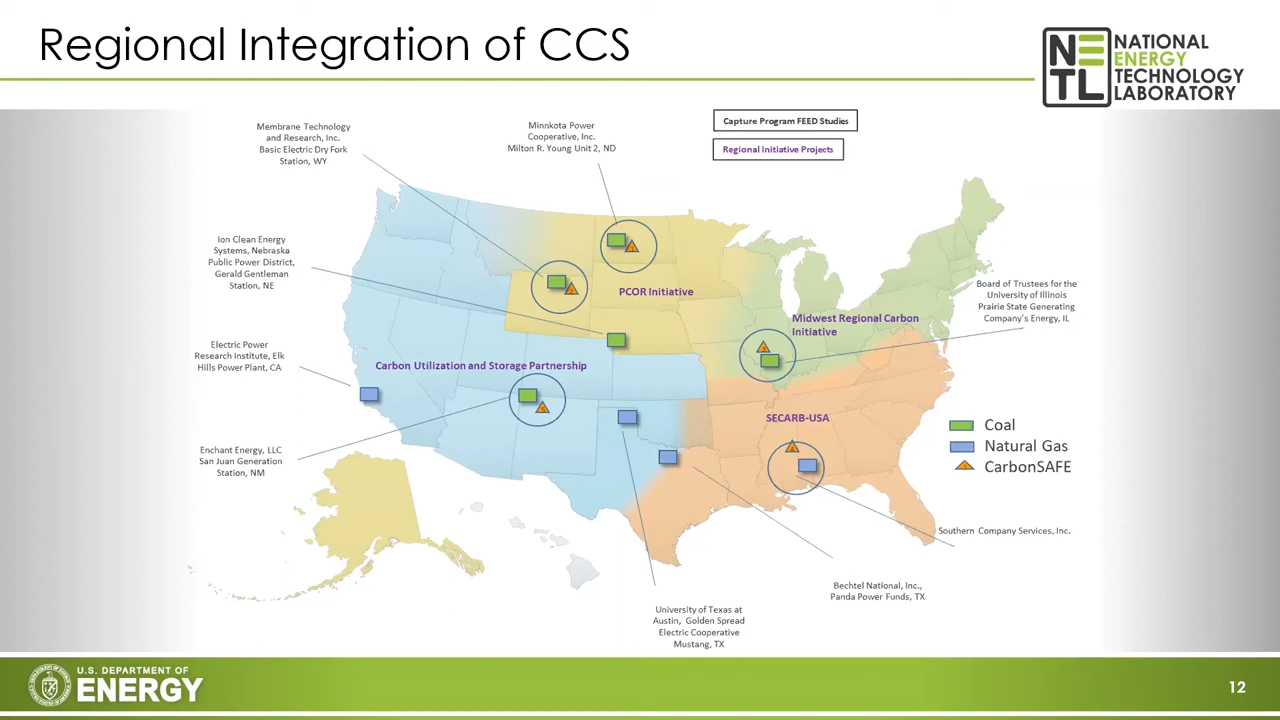 Regional Integration of CCS
NETL
NATIONAL
ENERGY
TECHNOLOGY
LABORATORY
Capture Program FEED Studies
Regional Initiative Projects
Membrane Technology
and Research, Inc.
Basic Electric Dry Fork
Station, WY
Minnkota Power
Cooperative, Inc.
Milton R. Young Unit 2, ND
Ion Clean Energy
Systems, Nebraska
Public Power District,
Gerald Gentleman
Station, NE
PCOR Initiative
Board of Trustees for the
University of Illinois
Prairie State Generating
Company's Energy, IL
Midwest Regional Carbon
Initiative
Electric Power
Research Institute, Elk
Hills Power Plant, CA
Carbon Utilization and Storage Partnership
SECARB-USA
Coal
Natural Gas
CarbonSAFE
Enchant Energy, LLC
San Juan Generation
Station, NM
Southern Company Services, Inc.
Bechtel National, Inc.,
Panda Power Funds, TX
University of Texas at
Austin, Golden Spread
Electric Cooperative
Mustang, TX
U.S. DEPARTMENT OF
ENERGY
12